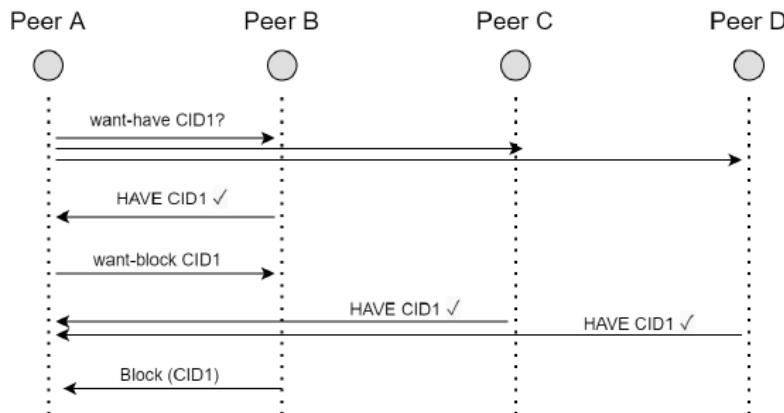 Peer A
Peer B
Peer C
Peer D
want-have CID1?
HAVE CID1 ✓
want-block CID1
HAVE CID1 ✓
HAVE CID1 ✓
Block (CID1)